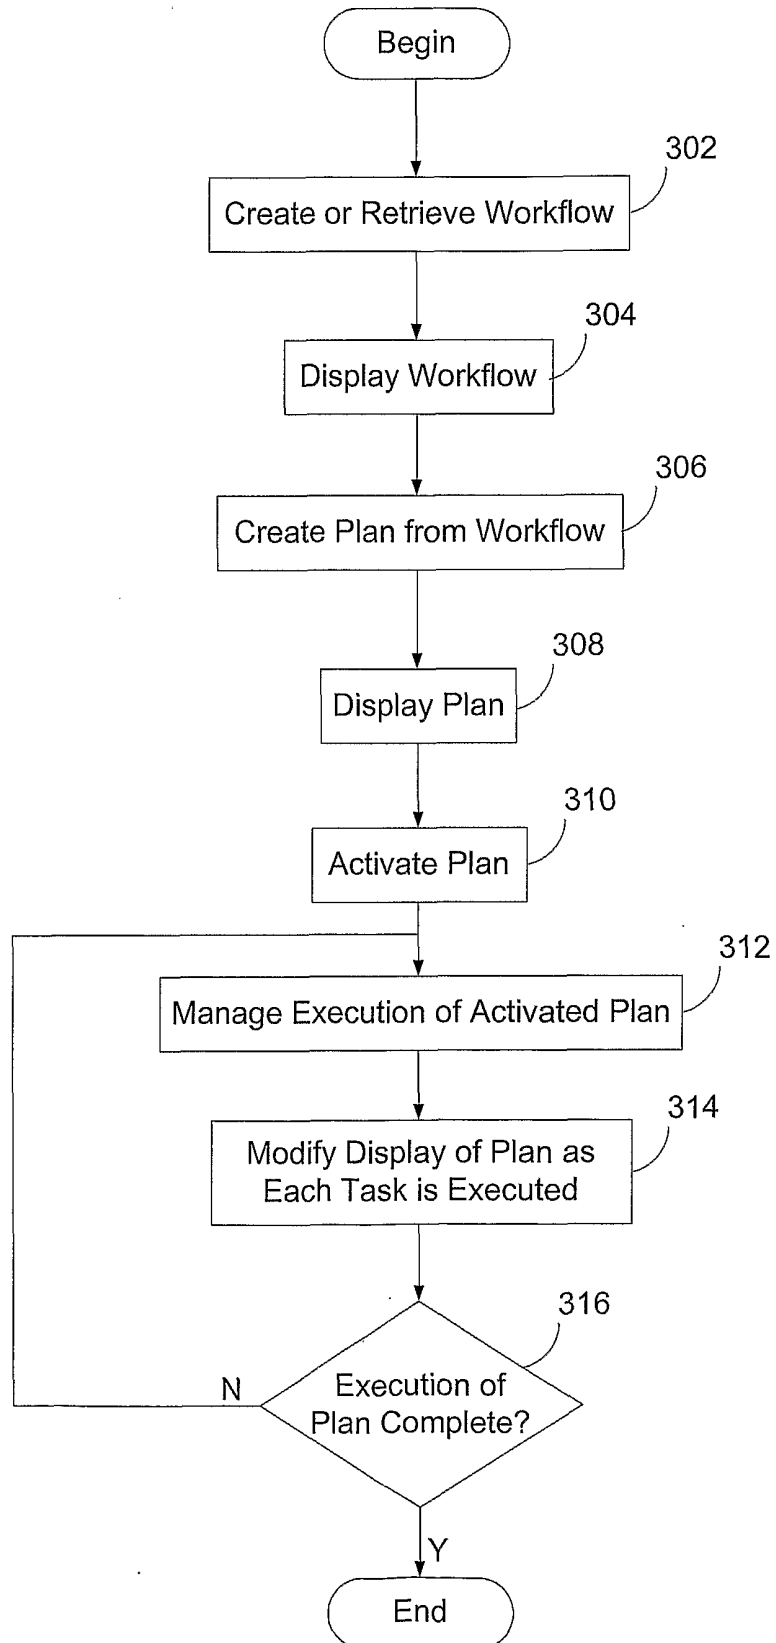 Begin
302
Create or Retrieve Workflow
304
Display Workflow
306
Create Plan from Workflow
308
Display Plan
310
Activate Plan
312
Manage Execution of Activated Plan
314
Modify Display of Plan as
Each Task is Executed
316
Execution of
Plan Complete?
N
Y
End